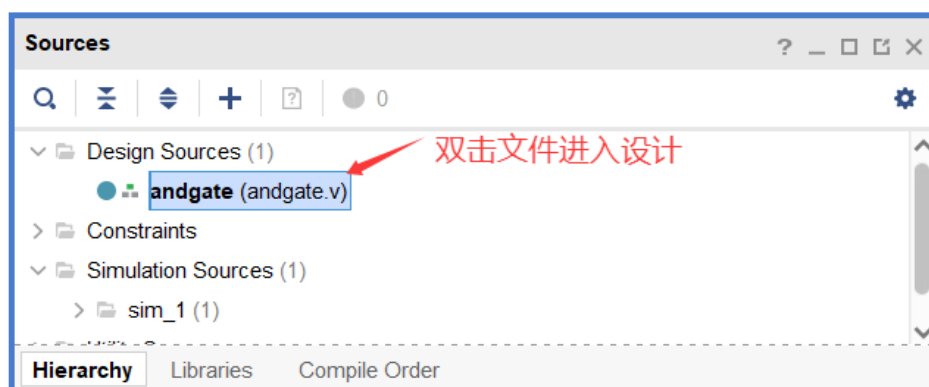 Sources
0
Design Sources (1)
双击文件进入设计
andgate (andgate.v)
Constraints
Simulation Sources (1)
sim_1 (1)
Hierarchy Libraries Compile Order